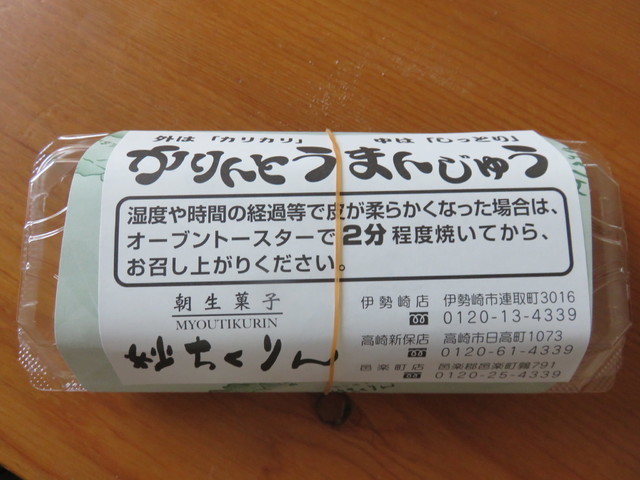 外は「カリカリ」 中は「しっとり」
かりんとうまんじゅう
湿度や時間の経過等で皮が柔らかくなった場合は、
オーブントースターで2分程度焼いてから、
お召し上がりください。
朝生菓子
MYOUTIKURIN
妙ちくりん
伊勢崎店 伊勢崎市連取町3016
0120-13-4339
高崎新保店 高崎市日高町1073
0120-61-4339
邑楽町店 邑楽郡邑楽町鶉791
0120-25-4339